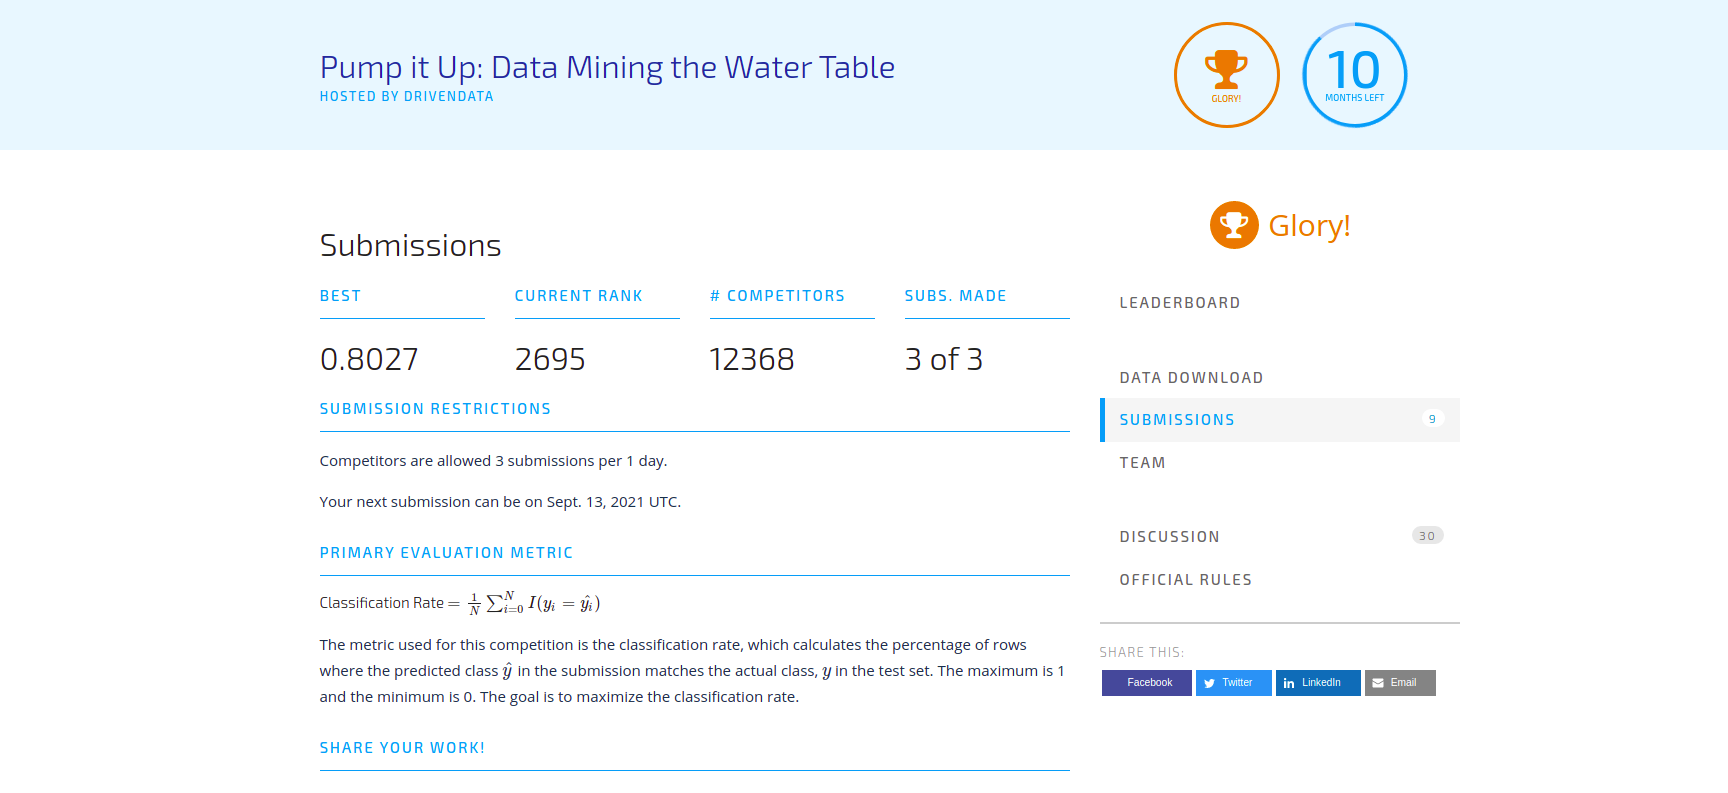 Pump it Up: Data Mining the Water Table
HOSTED BY DRIVENDATA
GLORY!
10
MONTHS LEFT
Submissions
BEST
CURRENT RANK
# COMPETITORS
SUBS. MADE
0.8027
2695
12368
3 of 3
SUBMISSION RESTRICTIONS
Competitors are allowed 3 submissions per 1 day.
Your next submission can be on Sept. 13, 2021 UTC.
PRIMARY EVALUATION METRIC
Classification Rate = \frac{1}{N} \sum_{i=0}^{N} I(y_i = \hat{y_i})
The metric used for this competition is the classification rate, which calculates the percentage of rows
where the predicted class ŷ in the submission matches the actual class, y in the test set. The maximum is 1
and the minimum is 0. The goal is to maximize the classification rate.
SHARE YOUR WORK!
Glory!
LEADERBOARD
DATA DOWNLOAD
SUBMISSIONS 9
TEAM
DISCUSSION 30
OFFICIAL RULES
SHARE THIS:
Facebook Twitter LinkedIn Email